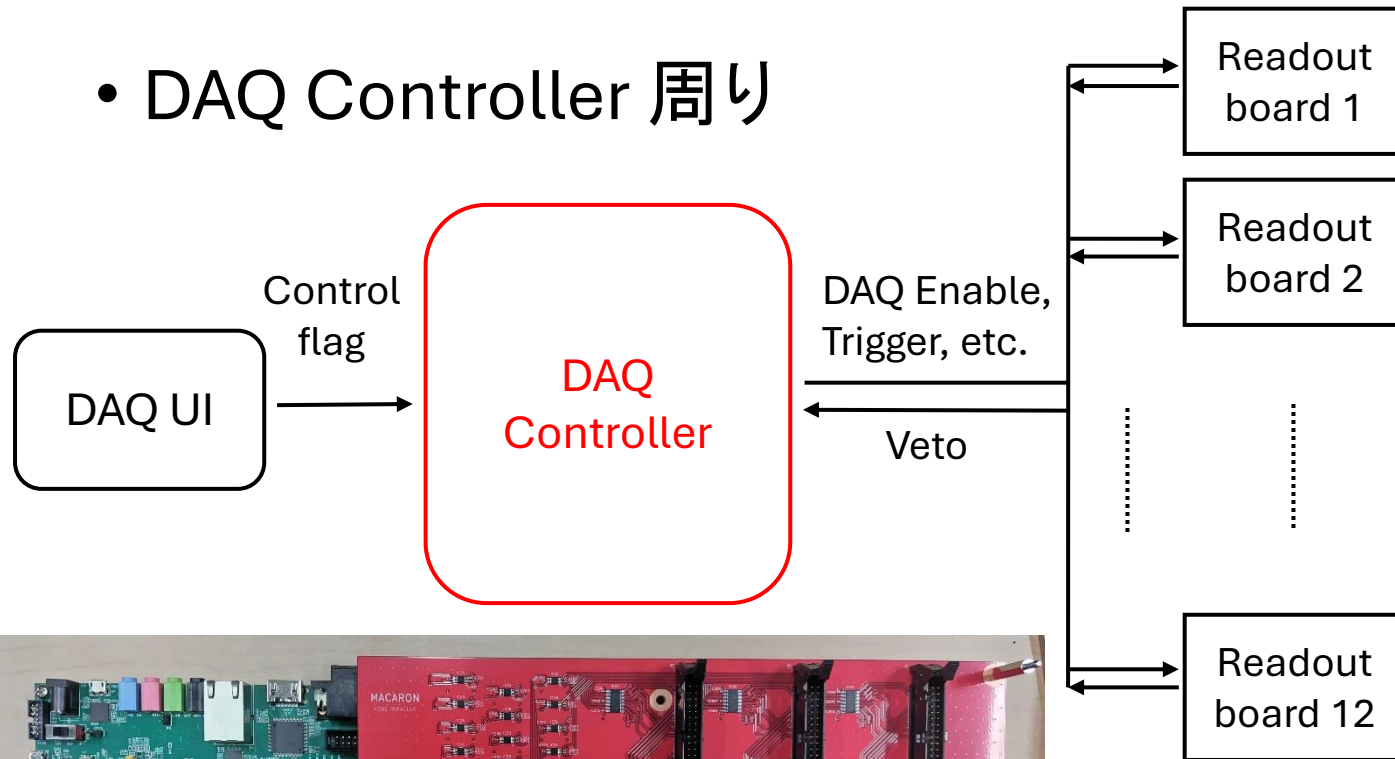 • DAQ Controller 周り
Readout
board 1
Readout
board 2
Control
flag
DAQ Enable,
Trigger, etc.
DAQ UI
DAQ
Controller
Veto
Readout
board 12
MACARON